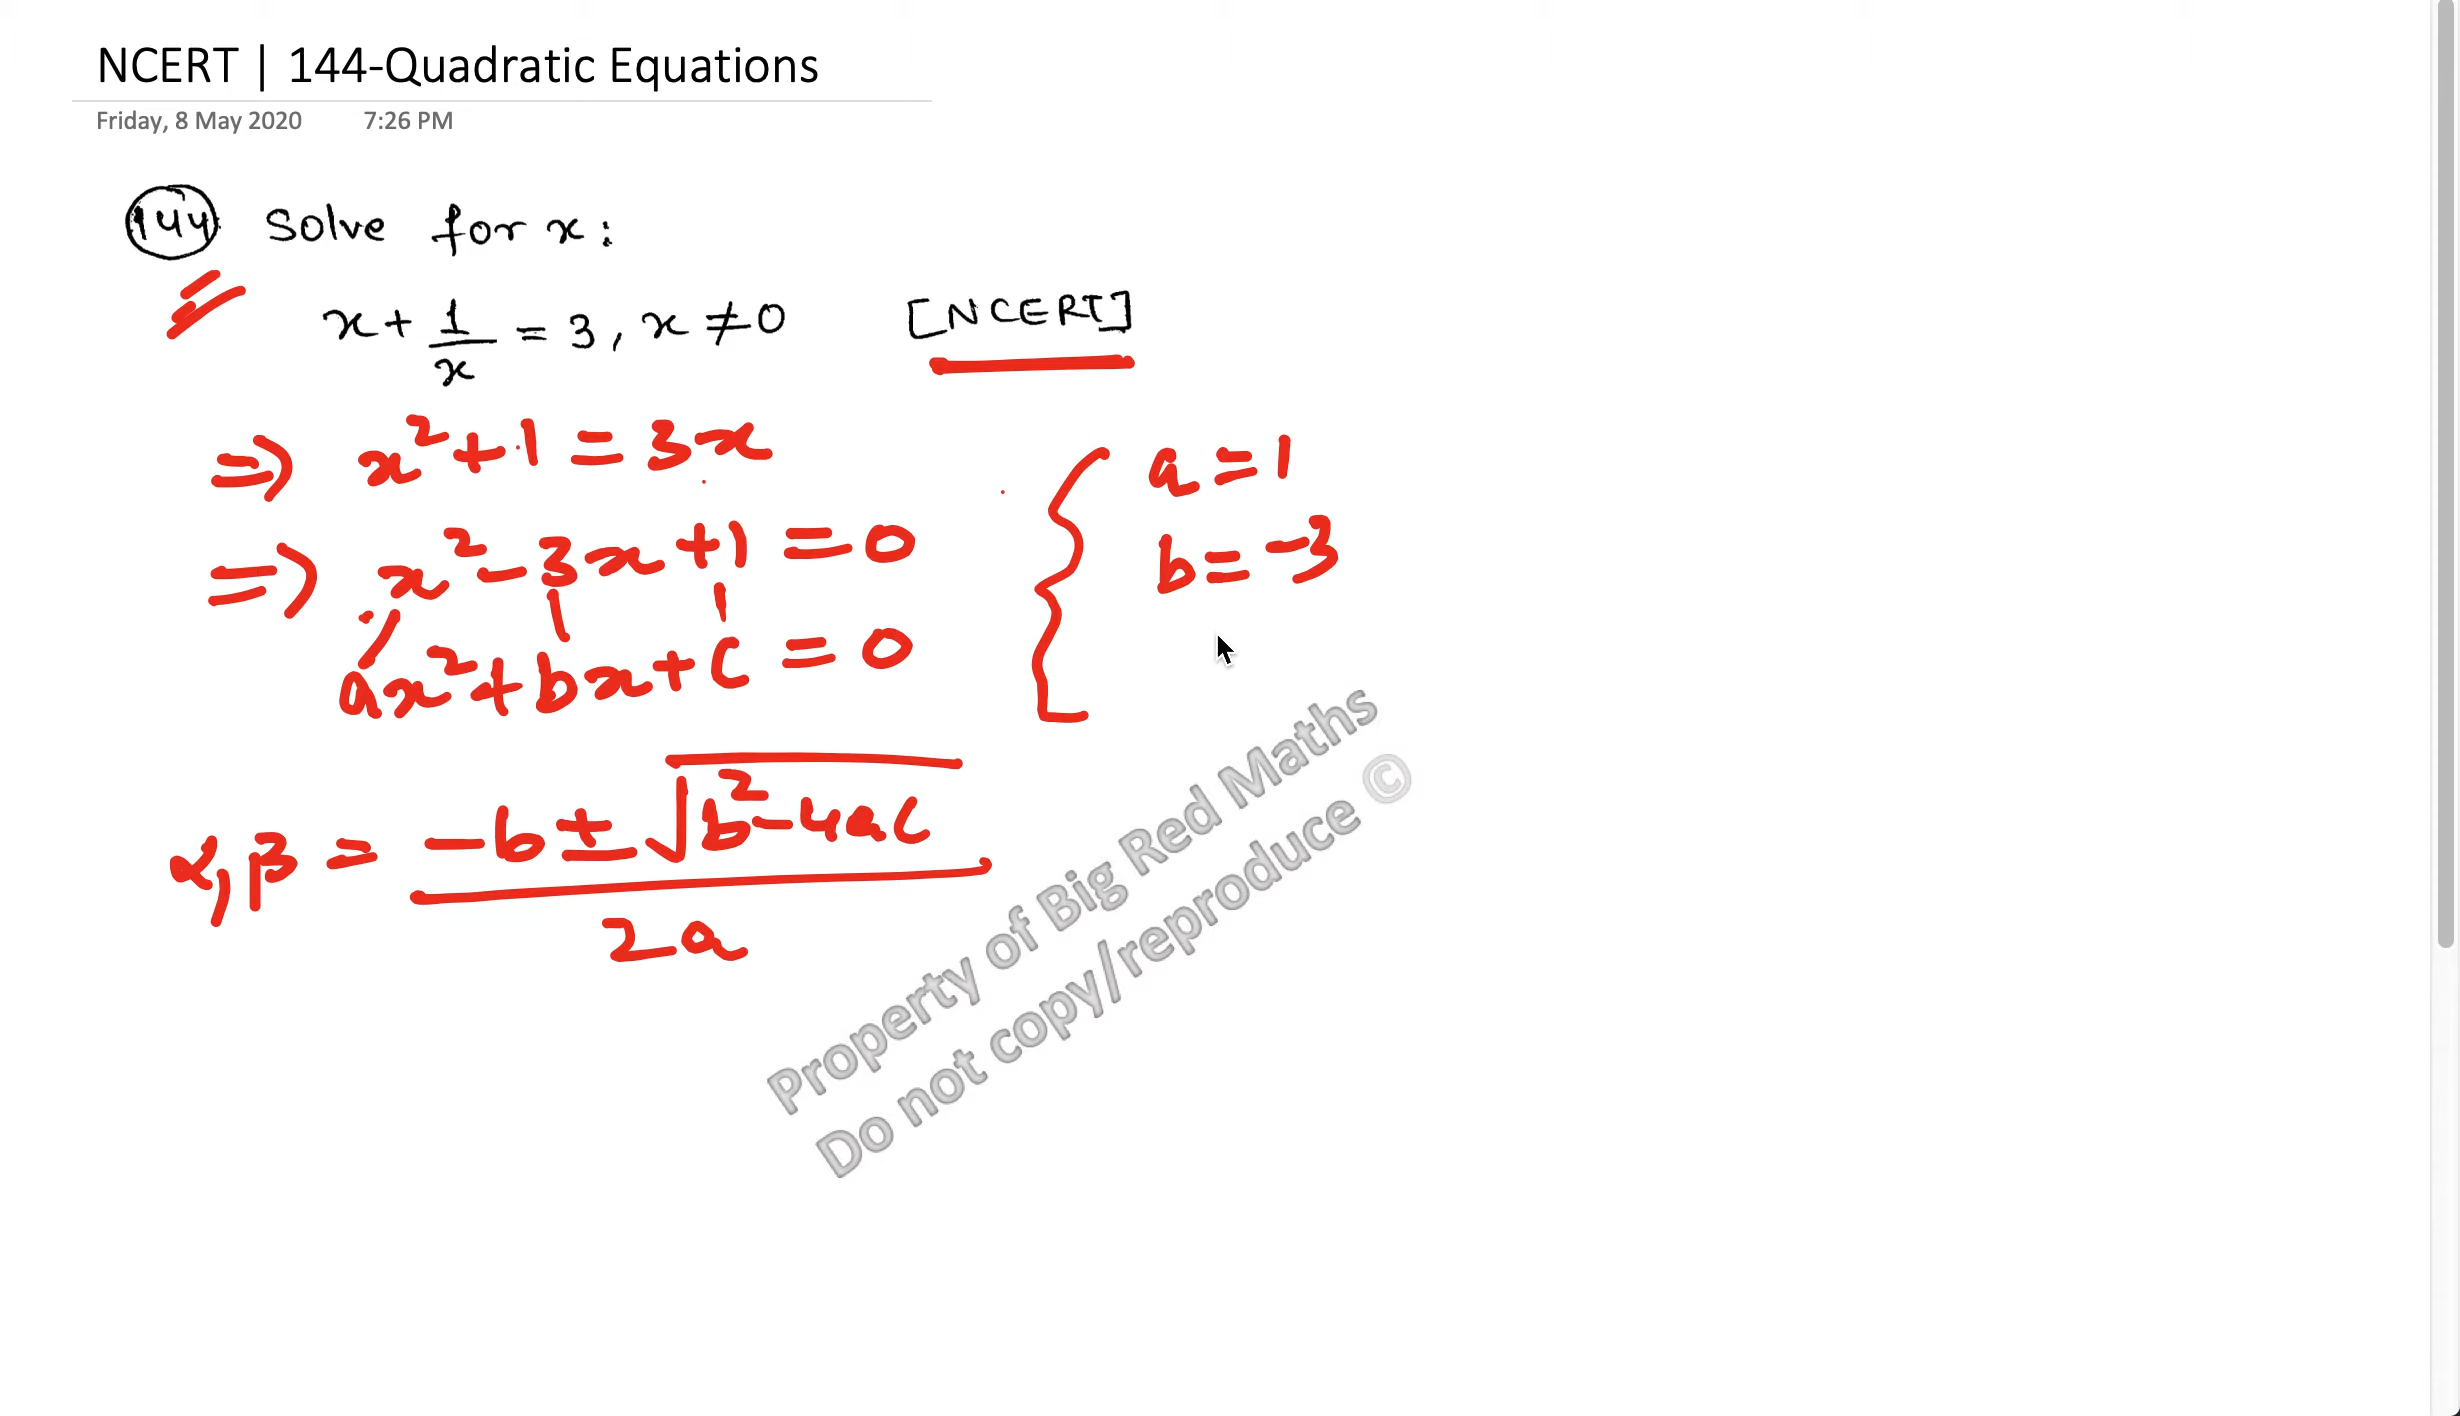 NCERT | 144-Quadratic Equations
Friday, 8 May 2020 7:26 PM
144 Solve for x:
x + 1/x = 3, x ≠ 0 [NCERT]
⇒ x² + 1 = 3x
⇒ x² - 3x + 1 = 0
ax² + bx + c = 0
a = 1
b = -3
α, β = (-b ± √(b² - 4ac)) / 2a
Property of Big Red Maths
Do not copy/reproduce ©